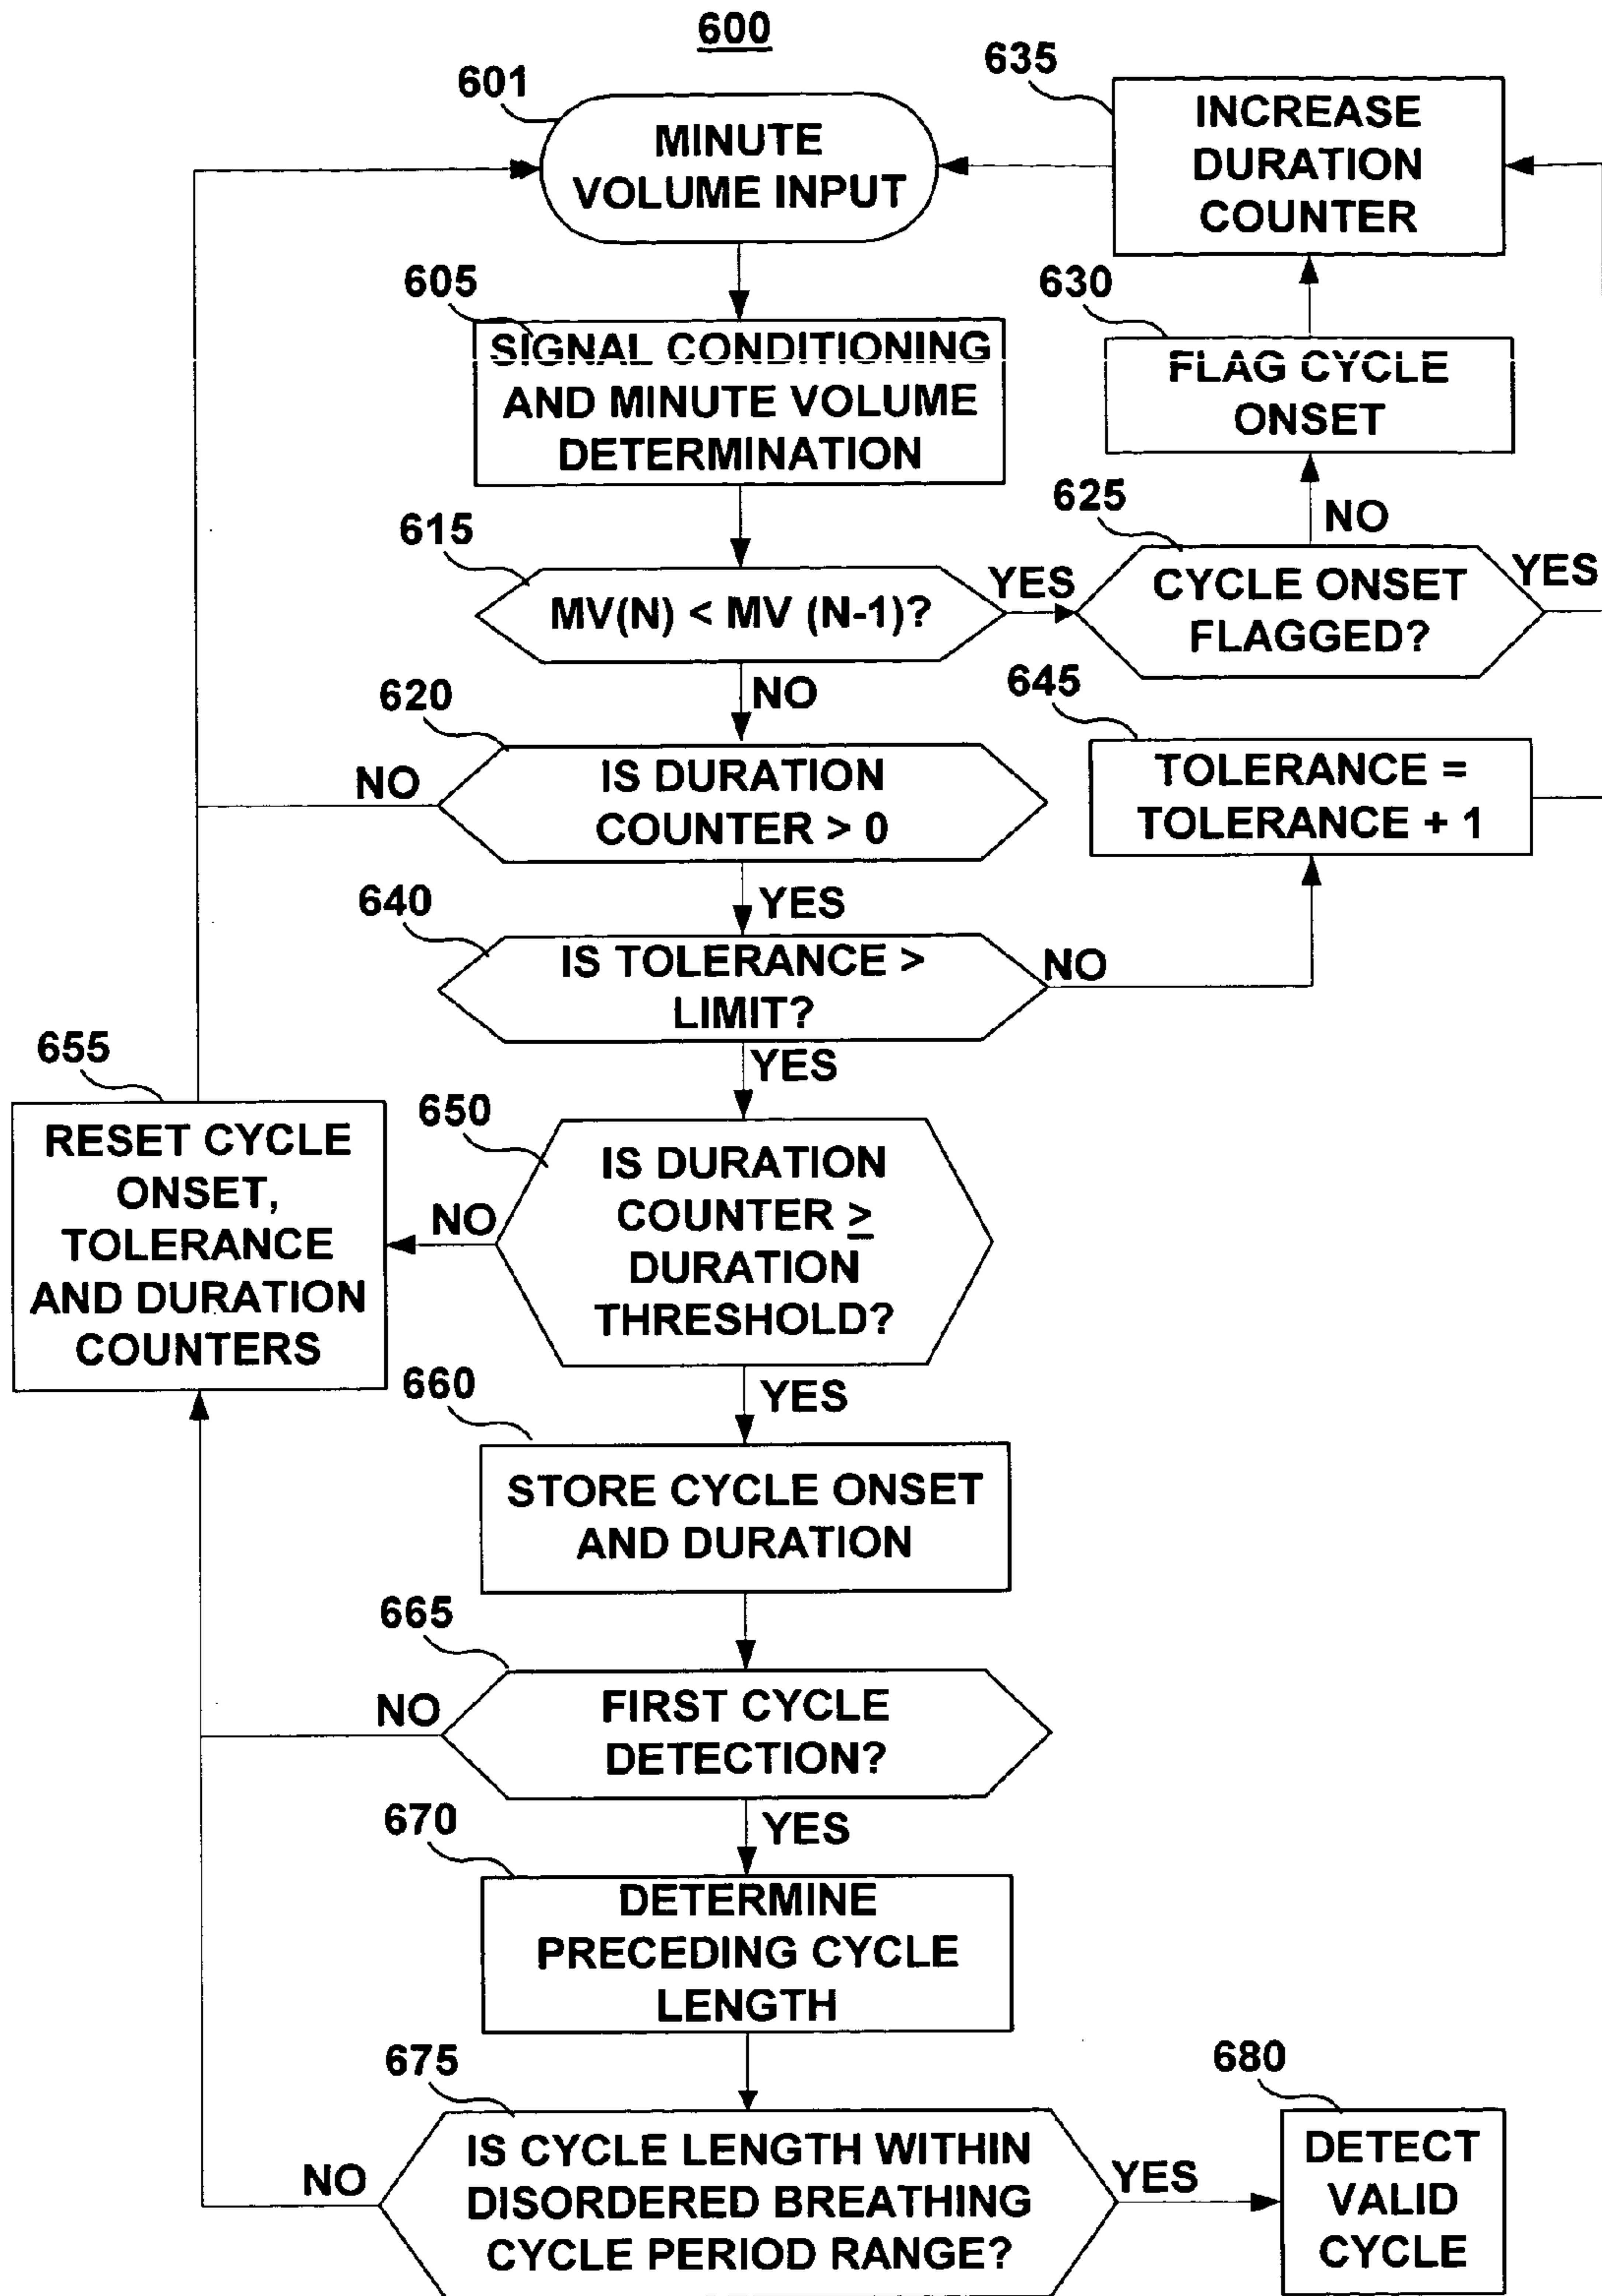 600
601
MINUTE
VOLUME INPUT
635
INCREASE
DURATION
COUNTER
605
SIGNAL CONDITIONING
AND MINUTE VOLUME
DETERMINATION
630
FLAG CYCLE
ONSET
NO
615
MV(N) < MV (N-1)?
YES
625
CYCLE ONSET
FLAGGED?
YES
NO
620
IS DURATION
COUNTER > 0
NO
645
TOLERANCE =
TOLERANCE + 1
YES
640
IS TOLERANCE >
LIMIT?
NO
YES
655
RESET CYCLE
ONSET,
TOLERANCE
AND DURATION
COUNTERS
650
IS DURATION
COUNTER ≥
DURATION
THRESHOLD?
NO
YES
660
STORE CYCLE ONSET
AND DURATION
665
FIRST CYCLE
DETECTION?
NO
YES
670
DETERMINE
PRECEDING CYCLE
LENGTH
675
IS CYCLE LENGTH WITHIN
DISORDERED BREATHING
CYCLE PERIOD RANGE?
NO
YES
680
DETECT
VALID
CYCLE